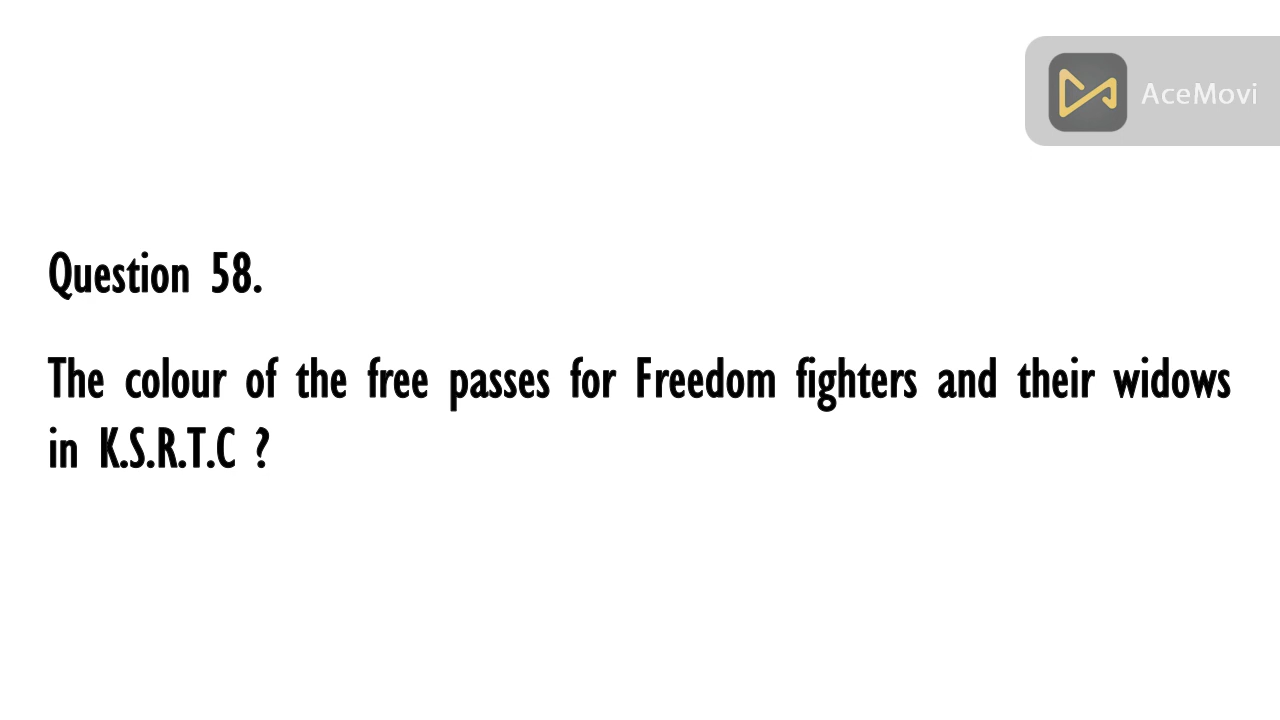 AceMovi
Question 58.
The colour of the free passes for Freedom fighters and their widows
in K.S.R.T.C ?